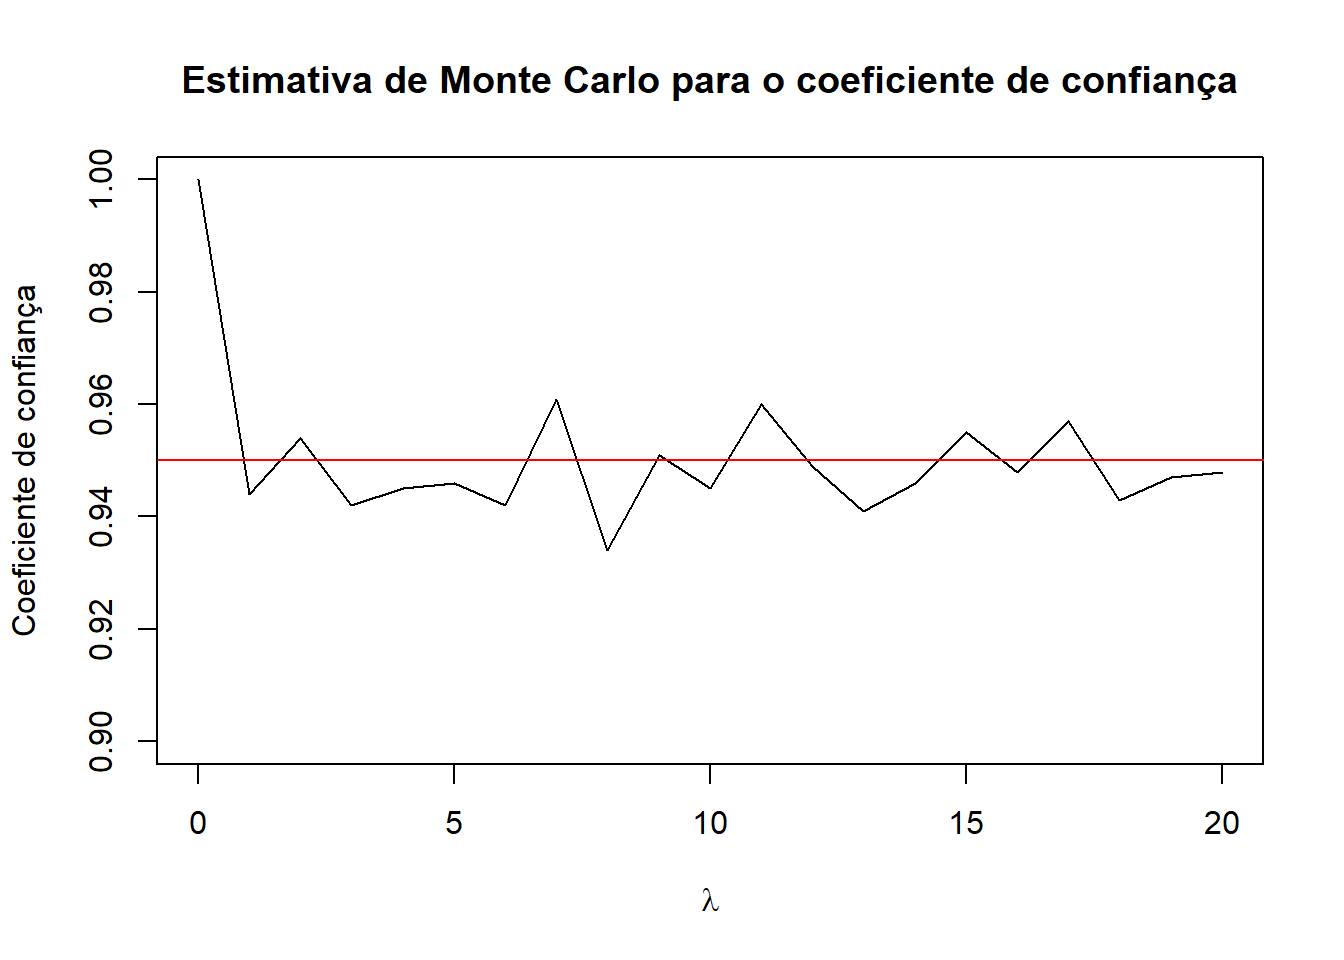 Estimativa de Monte Carlo para o coeficiente de confiança
Coeficiente de confiança
1.00
0.98
0.96
0.94
0.92
0.90
0 5 10 15 20
λ